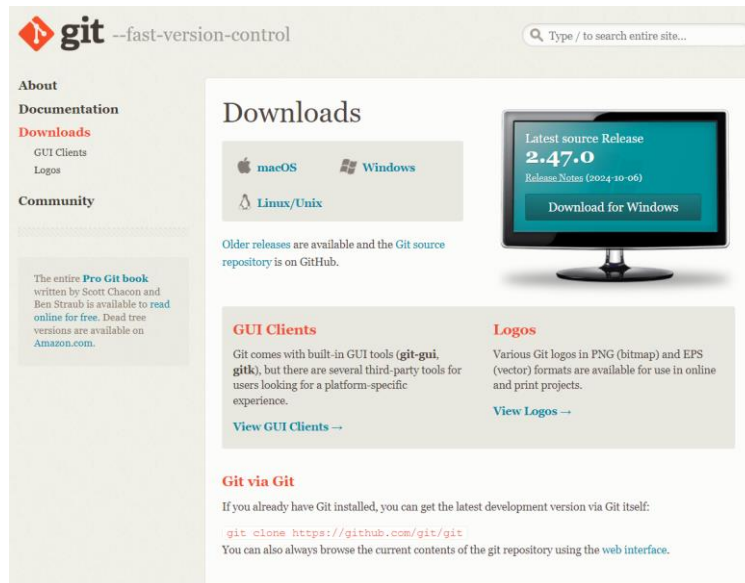 git --fast-version-control
Type / to search entire site...
About
Documentation
Downloads
GUI Clients
Logos
Community
The entire Pro Git book
written by Scott Chacon and
Ben Straub is available to read
online for free. Dead tree
versions are available on
Amazon.com.
Downloads
macOS
Windows
Linux/Unix
Older releases are available and the Git source
repository is on GitHub.
Latest source Release
2.47.0
Release Notes (2024-10-06)
Download for Windows
GUI Clients
Git comes with built-in GUI tools (git-gui,
gitk), but there are several third-party tools for
users looking for a platform-specific
experience.
View GUI Clients →
Logos
Various Git logos in PNG (bitmap) and EPS
(vector) formats are available for use in online
and print projects.
View Logos →
Git via Git
If you already have Git installed, you can get the latest development version via Git itself:
git clone https://github.com/git/git
You can also always browse the current contents of the git repository using the web interface.